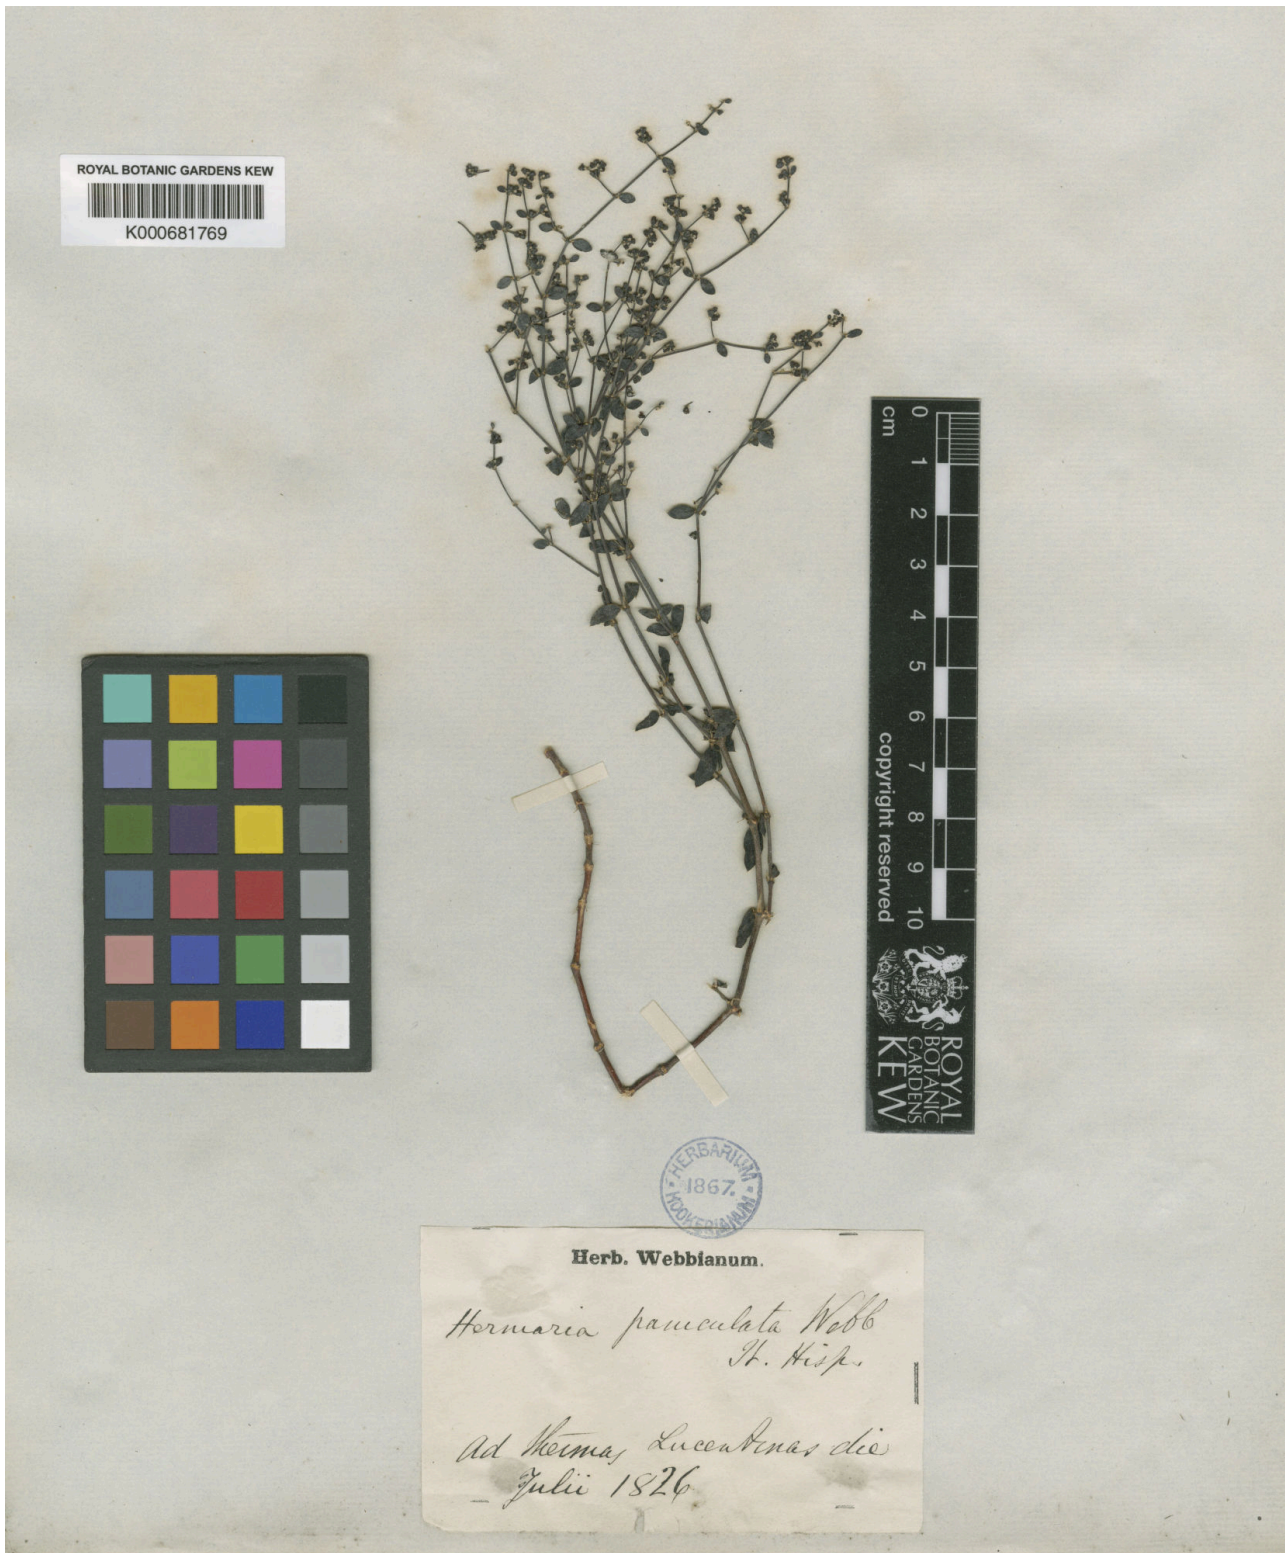 ROYAL BOTANIC GARDENS KEW
K000681769
cm 0 1 2 3 4 5 6 7 8 9 10
copyright reserved
ROYAL
BOTANIC
GARDENS
KEW
HERBARIUM
1867.
HOOKERIANUM
Herb. Webbianum.
Herniaria paniculata Webb
It. Hisp.
Ad thermas Lucentinas die
Julii 1826